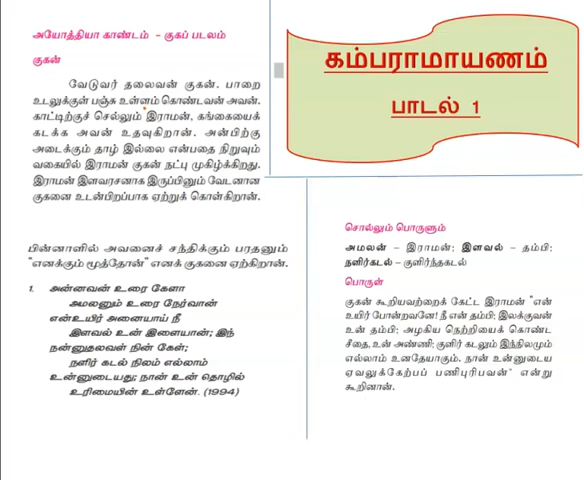 அயோத்தியா காண்டம் - குகப் படலம்
குகன்
வேடுவர் தலைவன் குகன். பாறை
உடலுக்குள் பஞ்சு உள்ளம் கொண்டவன் அவன்.
காட்டிற்குச் செல்லும் இராமன், கங்கையைக்
கடக்க அவன் உதவுகிறான். அன்பிற்கு
அடைக்கும் தாழ் இல்லை என்பதை நிறுவும்
வகையில் இராமன் குகன் நட்பு முகிழ்க்கிறது.
இராமன் இளவரசனாக இருப்பினும் வேடனான
குகனை உடன்பிறப்பாக ஏற்றுக் கொள்கிறான்.
பின்னாளில் அவனைச் சந்திக்கும் பரதனும்
"எனக்கும் மூத்தோன்" எனக் குகனை ஏற்கிறான்.
1. அன்னவன் உரை கேளா
அமலனும் உரை நேர்வான்
என்உயிர் அனையாய் நீ
இளவல் உன் இளையான்; இந்
நன்னுதலவள் நின் கேள்;
நளிர் கடல் நிலம் எல்லாம்
உன்னுடையது; நான் உன் தொழில்
உரிமையின் உள்ளேன். (1994)
கம்பராமாயணம்
பாடல் 1
சொல்லும் பொருளும்
அமலன் – இராமன்; இளவல் – தம்பி;
நளிர்கடல் – குளிர்ந்தகடல்
பொருள்
குகன் கூறியவற்றைக் கேட்ட இராமன் "என்
உயிர் போன்றவனே! நீ என் தம்பி; இலக்குவன்
உன் தம்பி; அழகிய நெற்றியைக் கொண்ட
சீதை, உன் அண்ணி; குளிர் கடலும் இந்நிலமும்
எல்லாம் உனதேயாகும். நான் உன்னுடைய
ஏவலுக்கேற்பப் பணிபுரிபவன்" என்று
கூறினான்.